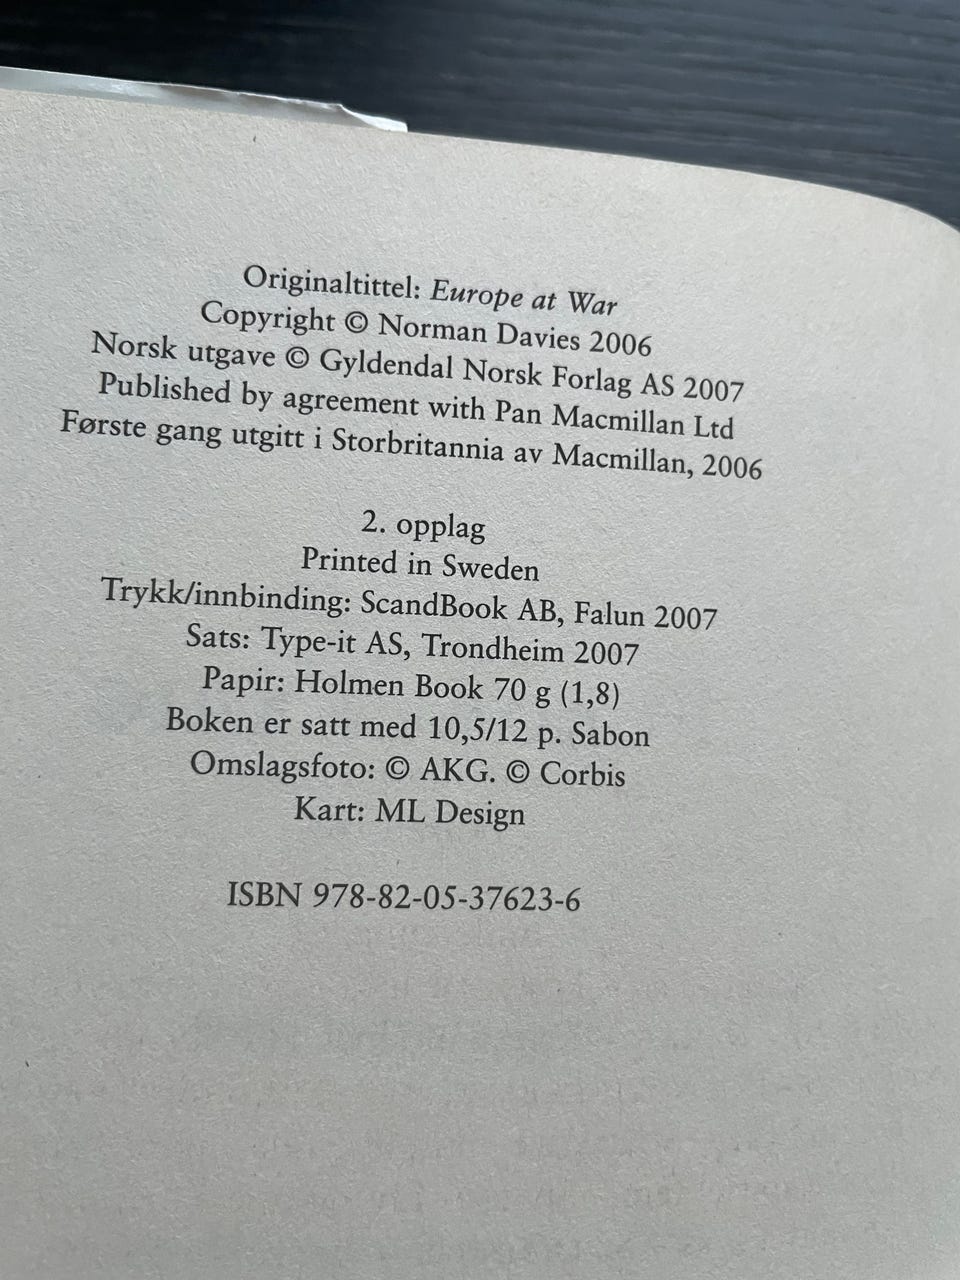 Originaltittel: Europe at War
Copyright © Norman Davies 2006
Norsk utgave © Gyldendal Norsk Forlag AS 2007
Published by agreement with Pan Macmillan Ltd
Første gang utgitt i Storbritannia av Macmillan, 2006
2. opplag
Printed in Sweden
Trykk/innbinding: ScandBook AB, Falun 2007
Sats: Type-it AS, Trondheim 2007
Papir: Holmen Book 70 g (1,8)
Boken er satt med 10,5/12 p. Sabon
Omslagsfoto: © AKG. © Corbis
Kart: ML Design
ISBN 978-82-05-37623-6